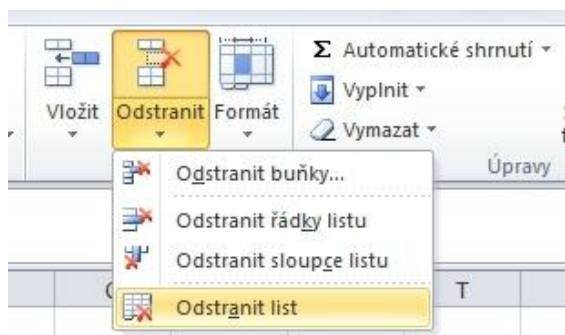 Σ Automatické shrnutí
Vyplnit
Vymazat
Vložit
Odstranit
Formát
Úpravy
Odstranit buňky...
Odstranit řádky listu
Odstranit sloupce listu
Odstranit list
T